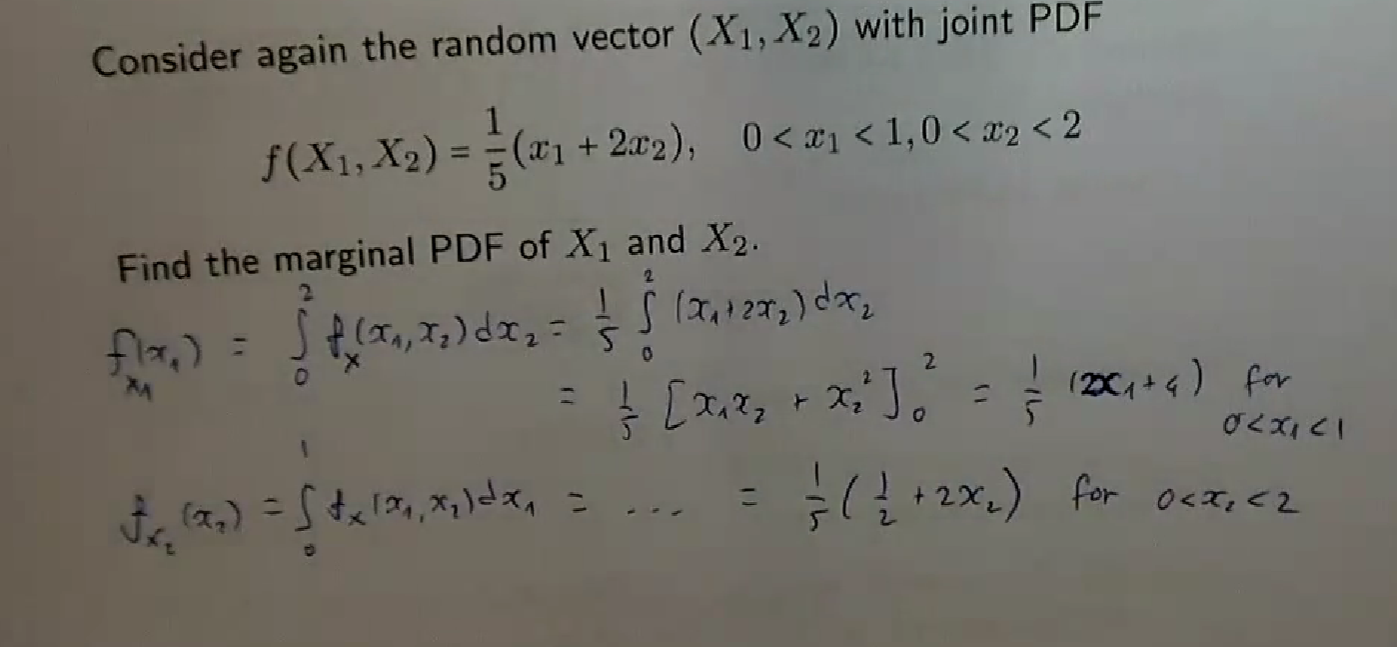 Consider again the random vector (X₁, X₂) with joint PDF
f(X₁, X₂) = 1/5 (x₁ + 2x₂), 0 < x₁ < 1, 0 < x₂ < 2
Find the marginal PDF of X₁ and X₂.
f_X₁(x₁) = ∫₀² f_X(x₁, x₂) dx₂ = 1/5 ∫₀² (x₁ + 2x₂) dx₂
= 1/5 [x₁x₂ + x₂²]₀² = 1/5 (2x₁ + 4) for
0 < x₁ < 1
f_X₂(x₂) = ∫₀¹ f_X(x₁, x₂) dx₁ = ... = 1/5 (1/2 + 2x₂) for 0 < x₂ < 2